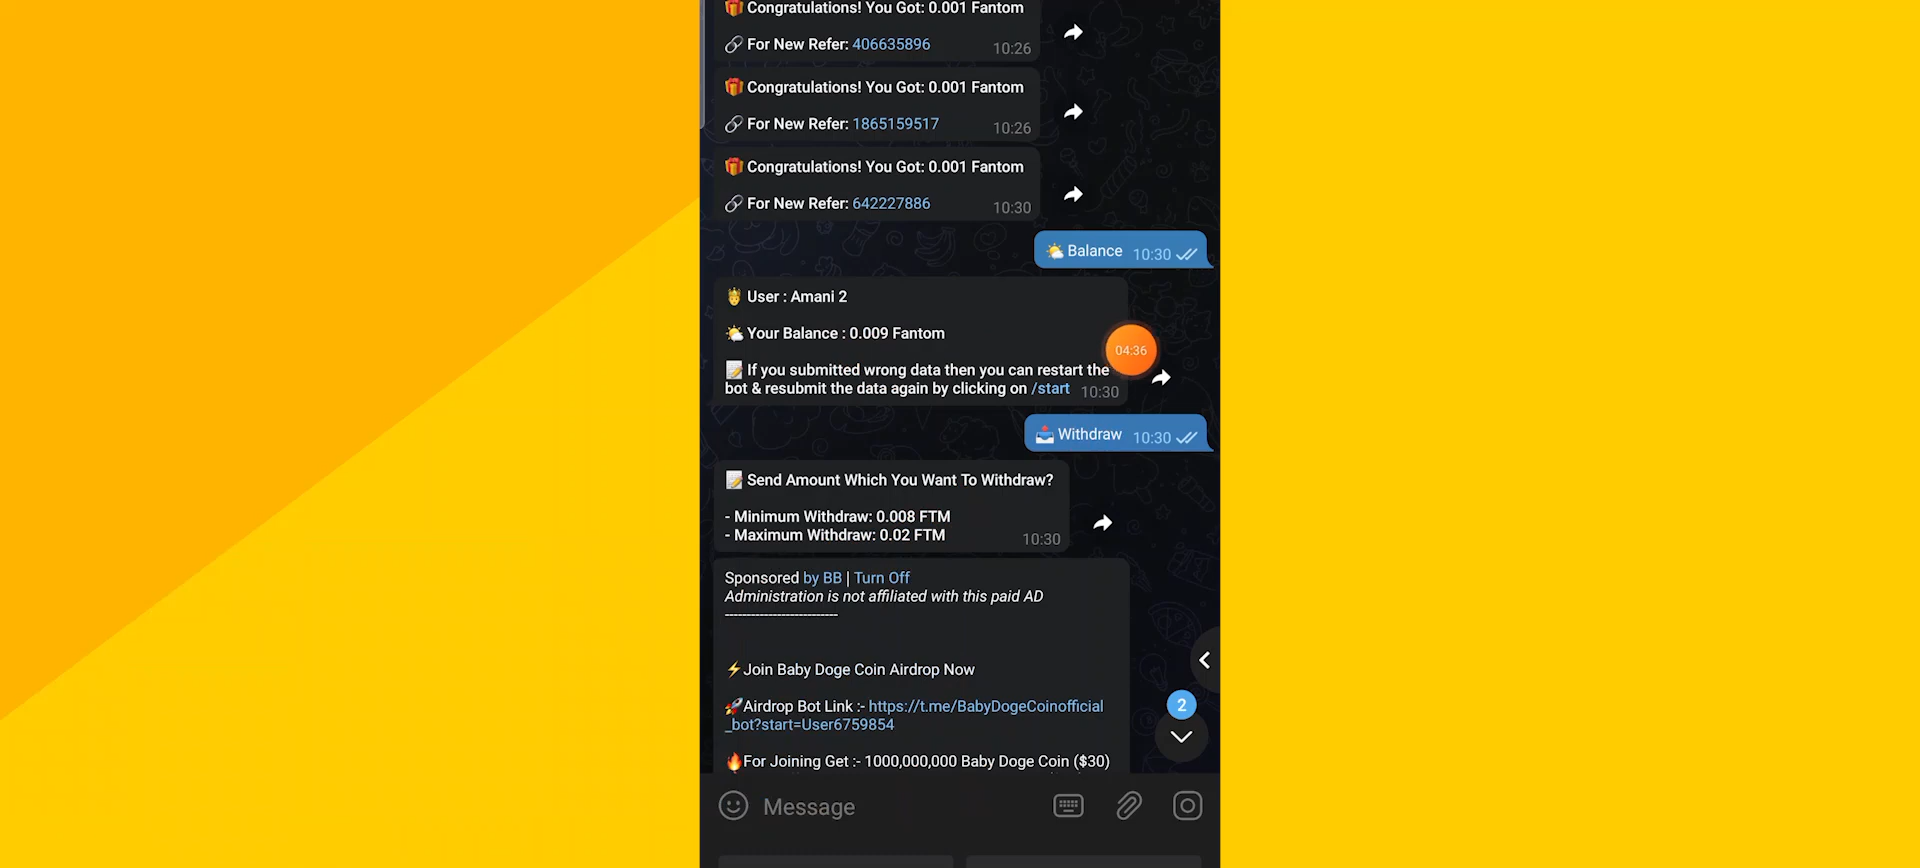 🎁 Congratulations! You Got: 0.001 Fantom
🔗 For New Refer: 406635896 10:26
🎁 Congratulations! You Got: 0.001 Fantom
🔗 For New Refer: 1865159517 10:26
🎁 Congratulations! You Got: 0.001 Fantom
🔗 For New Refer: 642227886 10:30
🌤 Balance 10:30
🤴 User : Amani 2
🌤 Your Balance : 0.009 Fantom
04:36
📝 If you submitted wrong data then you can restart the
bot & resubmit the data again by clicking on /start 10:30
📤 Withdraw 10:30
📝 Send Amount Which You Want To Withdraw?
- Minimum Withdraw: 0.008 FTM
- Maximum Withdraw: 0.02 FTM 10:30
Sponsored by BB | Turn Off
Administration is not affiliated with this paid AD
--------------------------
⚡Join Baby Doge Coin Airdrop Now
🚀Airdrop Bot Link :- https://t.me/BabyDogeCoinofficial
_bot?start=User6759854
2
🔥For Joining Get :- 1000,000,000 Baby Doge Coin ($30)
Message